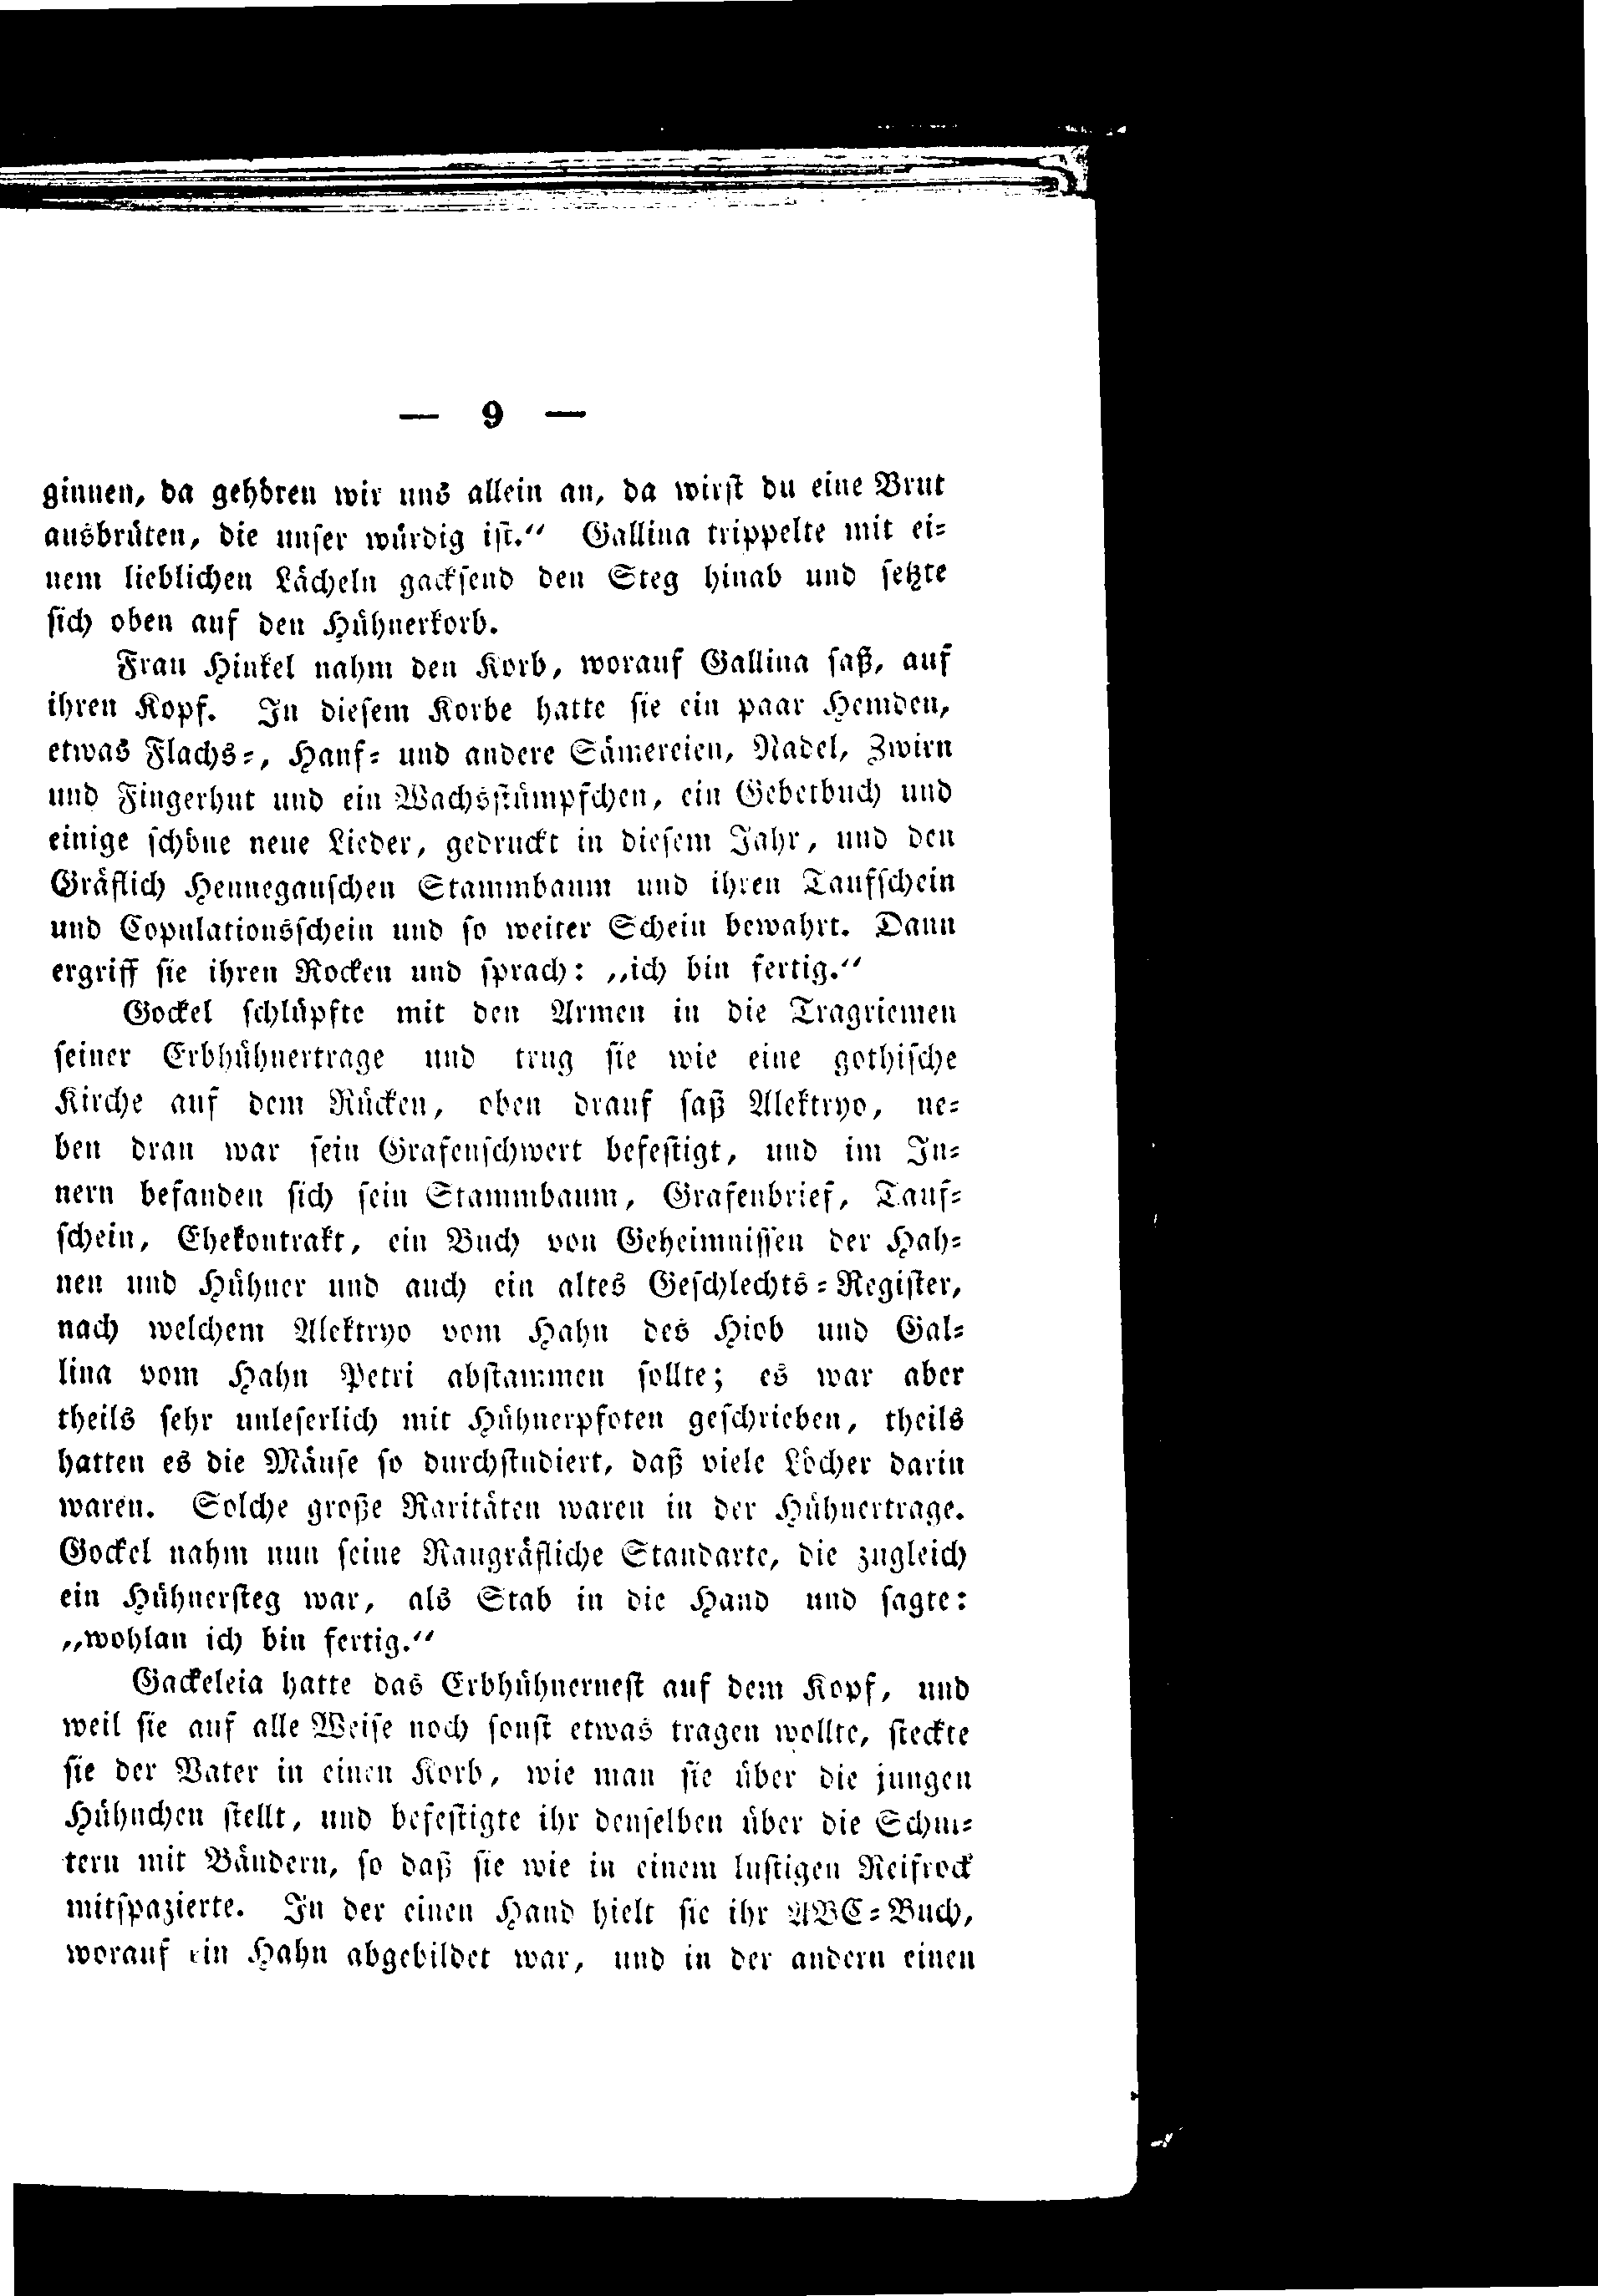 — 9 —
ginnen, da gehören wir uns allein an, da wirst du eine Brut
ausbrüten, die unser würdig ist.“ Gallina trippelte mit ei=
nem lieblichen Lächeln gacksend den Steg hinab und setzte
sich oben auf den Hühnerkorb.
Frau Hinkel nahm den Korb, worauf Gallina saß, auf
ihren Kopf. In diesem Korbe hatte sie ein paar Hemden,
etwas Flachs=, Hanf= und andere Sämereien, Nadel, Zwirn
und Fingerhut und ein Wachsstümpfchen, ein Gebetbuch und
einige schöne neue Lieder, gedruckt in diesem Jahr, und den
Gräflich Hennegauschen Stammbaum und ihren Taufschein
und Copulationsschein und so weiter Schein bewahrt. Dann
ergriff sie ihren Rocken und sprach: „ich bin fertig.“
Gockel schlüpfte mit den Armen in die Tragriemen
seiner Erbhühnertrage und trug sie wie eine gothische
Kirche auf dem Rücken, oben drauf saß Alektryo, ne=
ben dran war sein Grafenschwert befestigt, und im In=
nern befanden sich sein Stammbaum, Grafenbrief, Tauf=
schein, Ehekontrakt, ein Buch von Geheimnissen der Hah=
nen und Hühner und auch ein altes Geschlechts=Register,
nach welchem Alektryo vom Hahn des Hiob und Gal=
lina vom Hahn Petri abstammen sollte; es war aber
theils sehr unleserlich mit Hühnerpfoten geschrieben, theils
hatten es die Mäuse so durchstudiert, daß viele Löcher darin
waren. Solche große Raritäten waren in der Hühnertrage.
Gockel nahm nun seine Raugräfliche Standarte, die zugleich
ein Hühnersteg war, als Stab in die Hand und sagte:
„wohlan ich bin fertig.“
Gackeleia hatte das Erbhühnernest auf dem Kopf, und
weil sie auf alle Weise noch sonst etwas tragen wollte, steckte
sie der Vater in einen Korb, wie man sie über die jungen
Hühnchen stellt, und befestigte ihr denselben über die Schul=
tern mit Bändern, so daß sie wie in einem lustigen Reifrock
mitspazierte. In der einen Hand hielt sie ihr ABC=Buch,
worauf ein Hahn abgebildet war, und in der andern einen